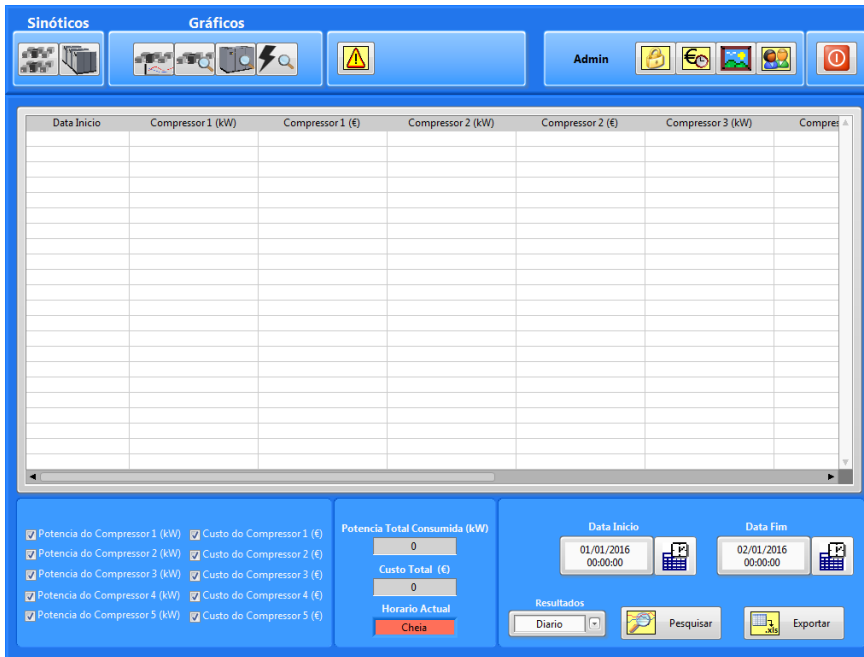 Sinóticos
Gráficos
Admin
Data Inicio Compressor 1 (kW) Compressor 1 (€) Compressor 2 (kW) Compressor 2 (€) Compressor 3 (kW) Compres
Potencia do Compressor 1 (kW) Custo do Compressor 1 (€)
Potencia do Compressor 2 (kW) Custo do Compressor 2 (€)
Potencia do Compressor 3 (kW) Custo do Compressor 3 (€)
Potencia do Compressor 4 (kW) Custo do Compressor 4 (€)
Potencia do Compressor 5 (kW) Custo do Compressor 5 (€)
Potencia Total Consumida (kW)
0
Custo Total (€)
0
Horario Actual
Cheia
Data Inicio
01/01/2016
00:00:00
Data Fim
02/01/2016
00:00:00
Resultados
Diario
Pesquisar
.xls
Exportar